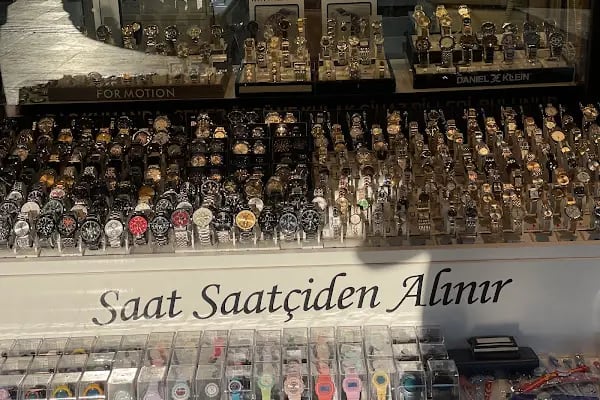 FOR MOTION
DANIEL KLEIN
Saat Saatçiden Alınır